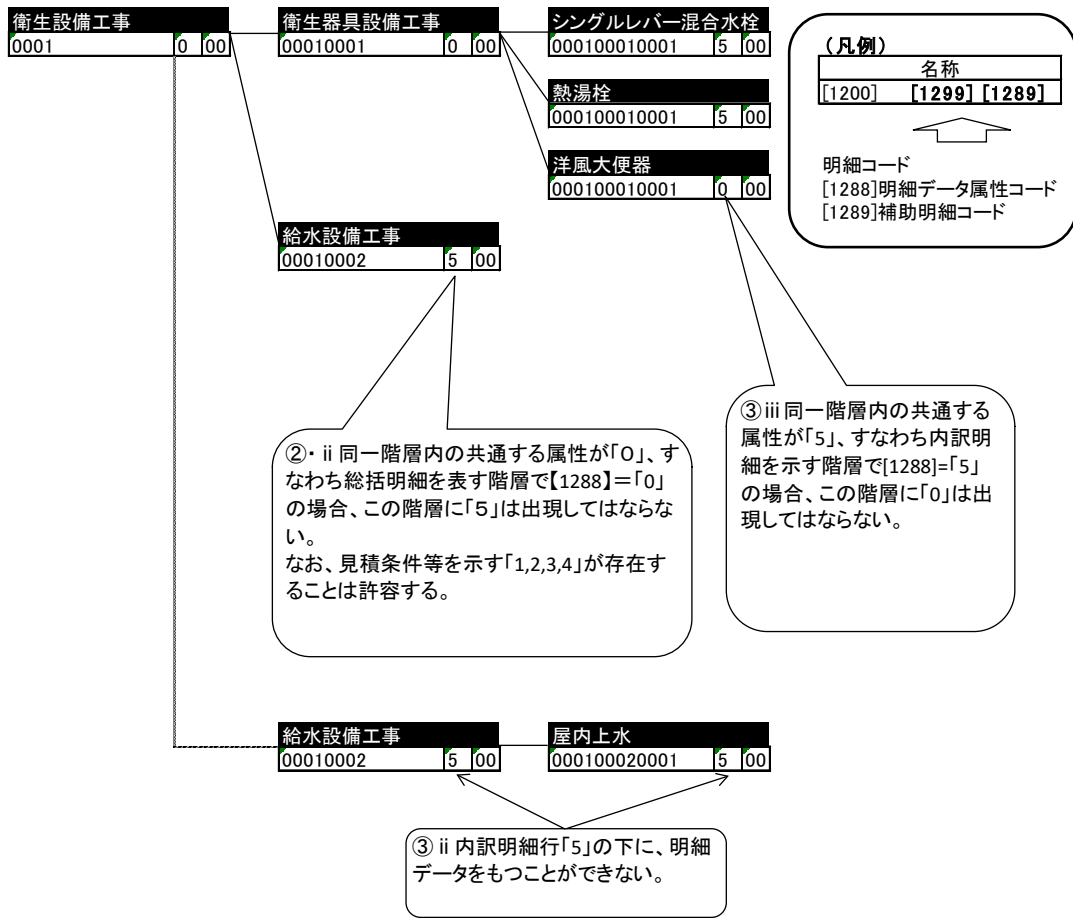 衛生設備工事
0001 0 00
衛生器具設備工事
00010001 0 00
シングルレバー混合水栓
000100010001 5 00
熱湯栓
000100010001 5 00
洋風大便器
000100010001 0 00
給水設備工事
00010002 5 00
(凡例)
名称
[1200] [1299] [1289]
明細コード
[1288]明細データ属性コード
[1289]補助明細コード
②・ⅱ同一階層内の共通する属性が「0」、す
なわち総括明細を表す階層で【1288】=「0」
の場合、この階層に「5」は出現してはならな
い。
なお、見積条件等を示す「1,2,3,4」が存在す
ることは許容する。
③ⅲ同一階層内の共通する
属性が「5」、すなわち内訳明
細を示す階層で[1288]=「5」
の場合、この階層に「0」は出
現してはならない。
給水設備工事
00010002 5 00
屋内上水
000100020001 5 00
③ⅱ内訳明細行「5」の下に、明細
データをもつことができない。